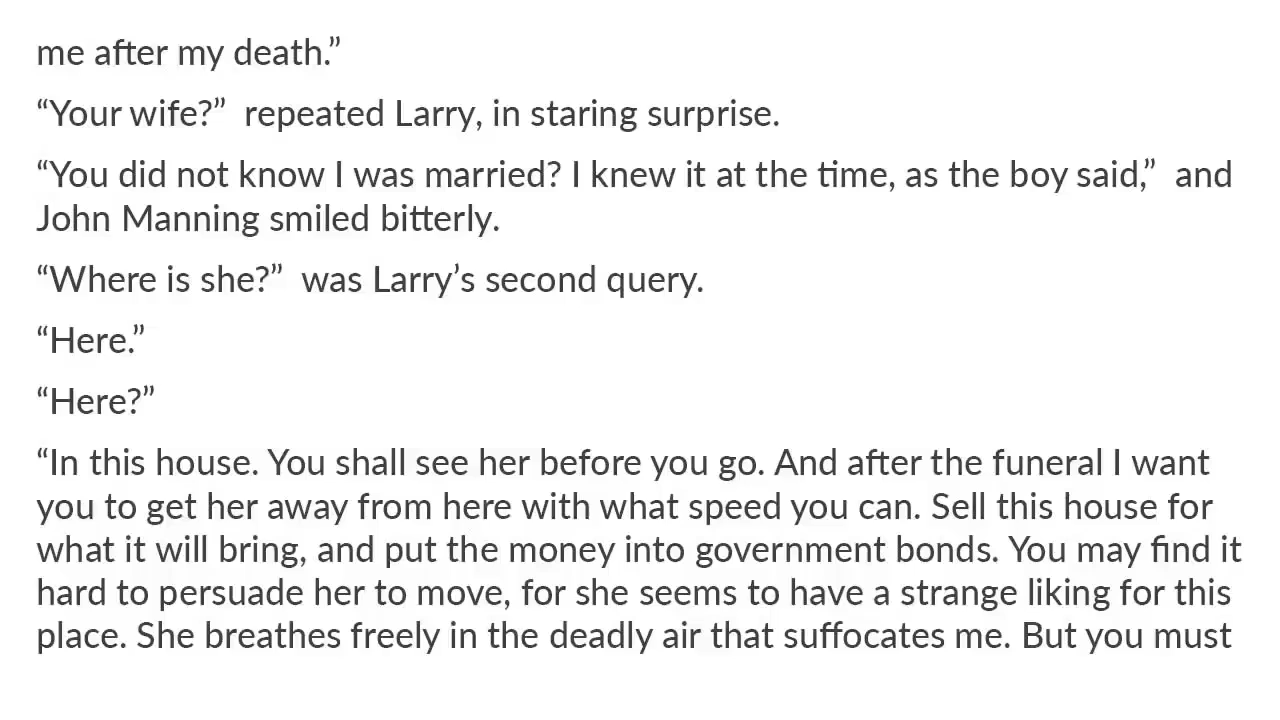 me after my death.”
“Your wife?”  repeated Larry, in staring surprise.
“You did not know I was married? I knew it at the time, as the boy said,”  and
John Manning smiled bitterly.
“Where is she?”  was Larry’s second query.
“Here.”
“Here?”
“In this house. You shall see her before you go. And after the funeral I want
you to get her away from here with what speed you can. Sell this house for
what it will bring, and put the money into government bonds. You may find it
hard to persuade her to move, for she seems to have a strange liking for this
place. She breathes freely in the deadly air that suffocates me. But you must